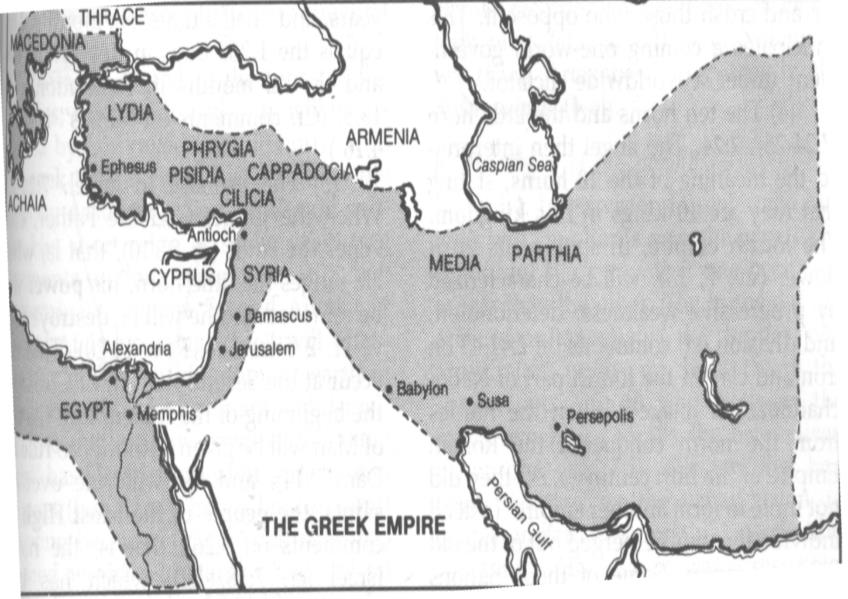 THRACE
MACEDONIA
LYDIA
ARMENIA
PHRYGIA
Ephesus
PISIDIA
CAPPADOCIA
Caspian Sea
CILICIA
ACHAIA
Antioch
CYPRUS
SYRIA
MEDIA
PARTHIA
Damascus
Alexandria
Jerusalem
Babylon
Susa
EGYPT
Memphis
Persepolis
Persian Gulf
THE GREEK EMPIRE